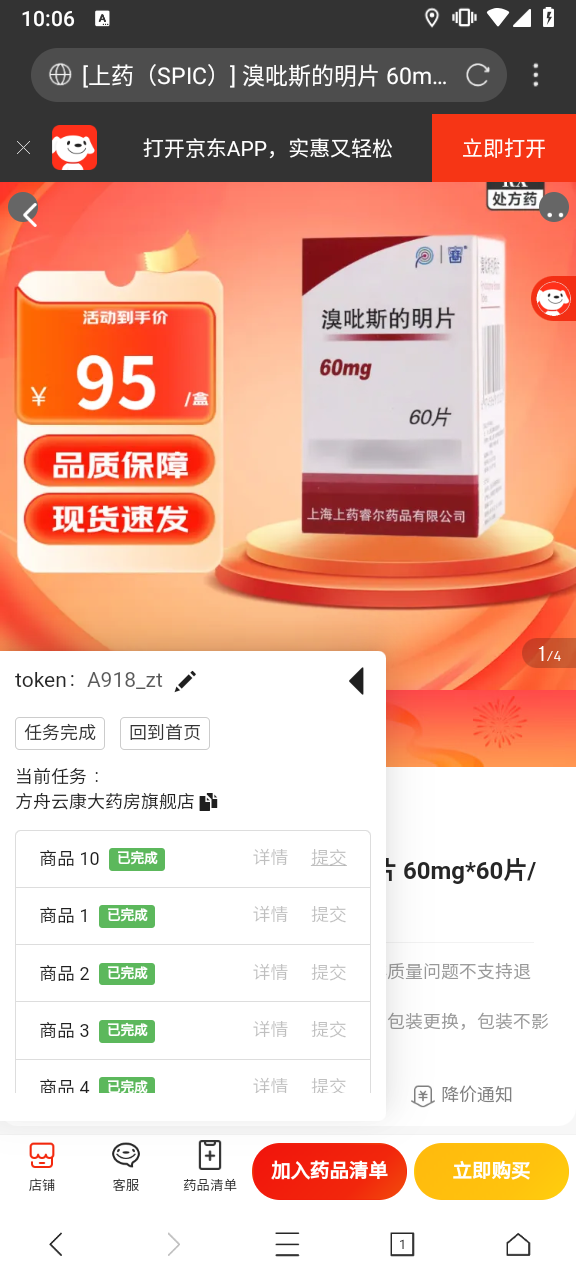 10:06
[上药（SPIC）] 溴吡斯的明片 60m...
打开京东APP，实惠又轻松
立即打开
RX
处方药
活动到手价
¥ 95 /盒
品质保障
现货速发
溴吡斯的明片
60mg
60片
上海上药睿尔药品有限公司
1/4
token： A918_zt
任务完成
回到首页
当前任务：
方舟云康大药房旗舰店
商品 10 已完成 详情 提交
商品 1 已完成 详情 提交
商品 2 已完成 详情 提交
商品 3 已完成 详情 提交
商品 4 已完成 详情 提交
片 60mg*60片/
质量问题不支持退
包装更换，包装不影
降价通知
店铺
客服
药品清单
加入药品清单
立即购买
1